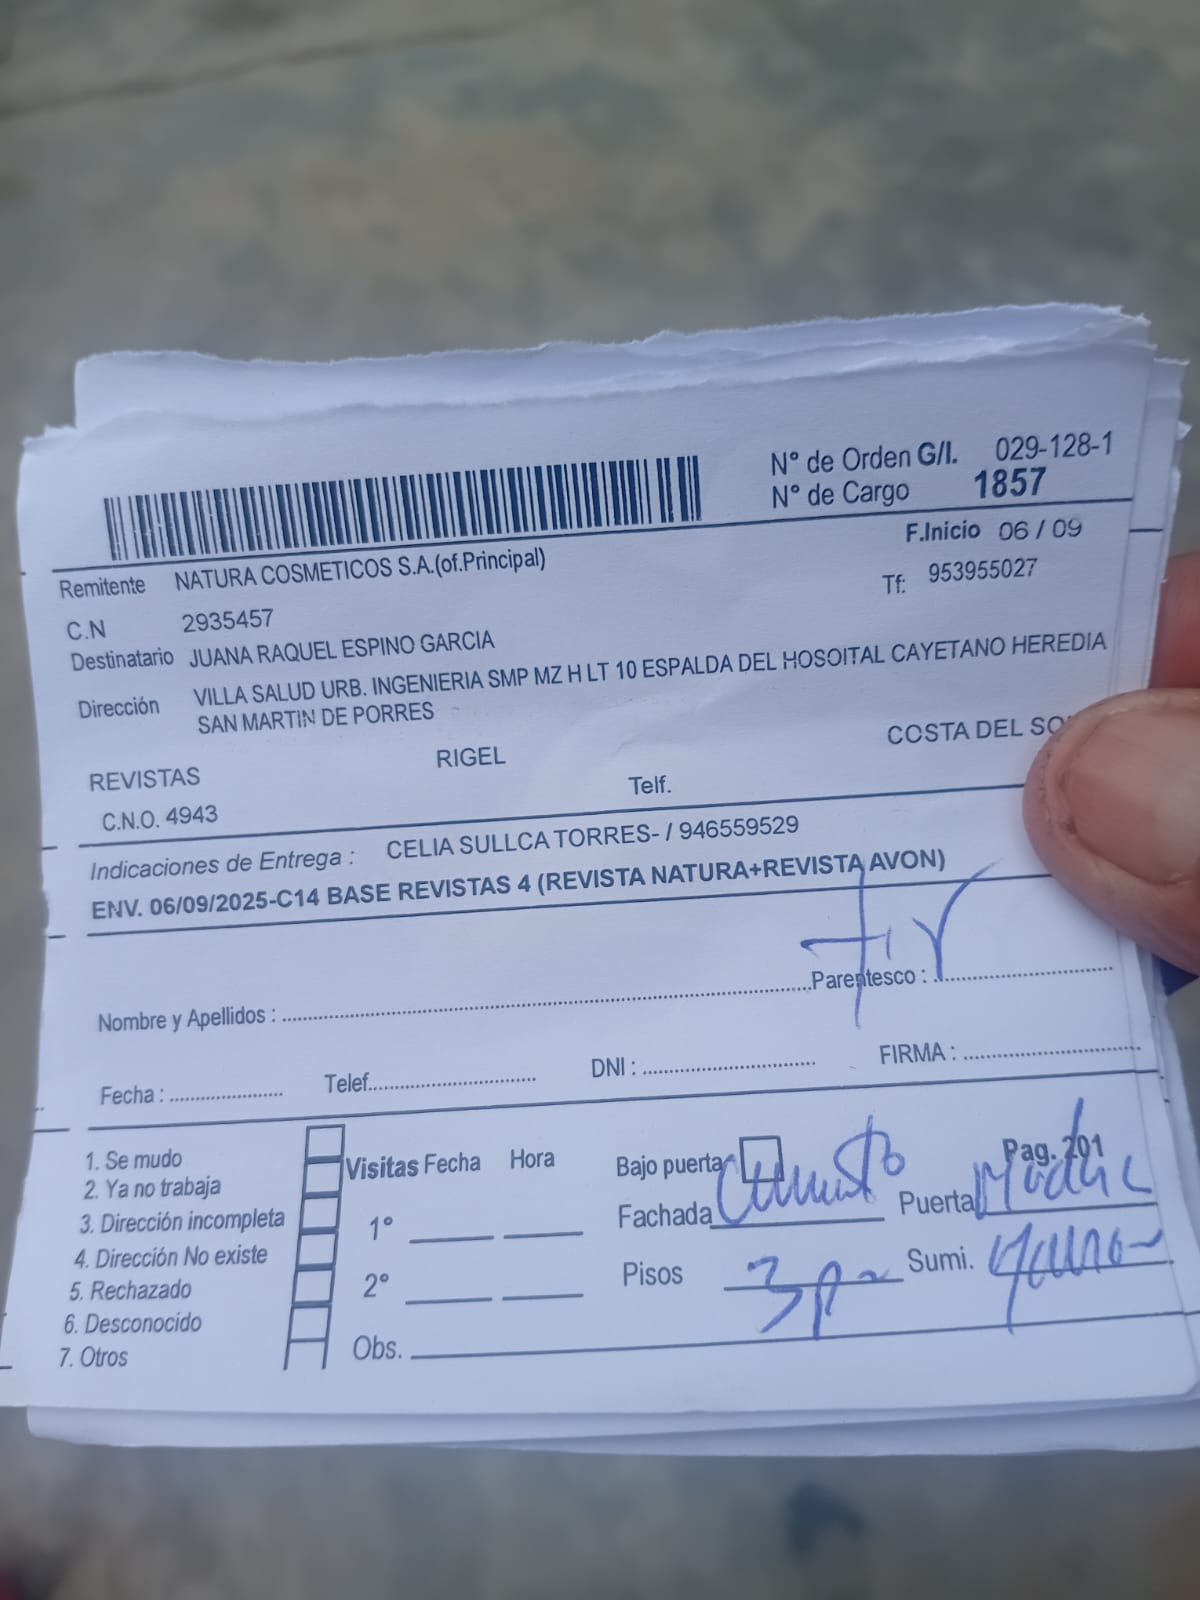 N° de Orden G/I. 029-128-1
N° de Cargo 1857
F.Inicio 06 / 09
Remitente NATURA COSMETICOS S.A.(of.Principal)
Tf: 953955027
C.N 2935457
Destinatario JUANA RAQUEL ESPINO GARCIA
Dirección VILLA SALUD URB. INGENIERIA SMP MZ H LT 10 ESPALDA DEL HOSOITAL CAYETANO HEREDIA
SAN MARTIN DE PORRES
REVISTAS RIGEL COSTA DEL
C.N.O. 4943 Telf.
Indicaciones de Entrega : CELIA SULLCA TORRES- / 946559529
ENV. 06/09/2025-C14 BASE REVISTAS 4 (REVISTA NATURA+REVISTA AVON)
Nombre y Apellidos : Parentesco :
Fecha : Telef. DNI : FIRMA :
1. Se mudo
2. Ya no trabaja
3. Dirección incompleta
4. Dirección No existe
5. Rechazado
6. Desconocido
7. Otros
Visitas Fecha Hora
1°
2°
Obs.
Bajo puerta Pag. 201
Fachada Puerta
Pisos 3 Sumi.